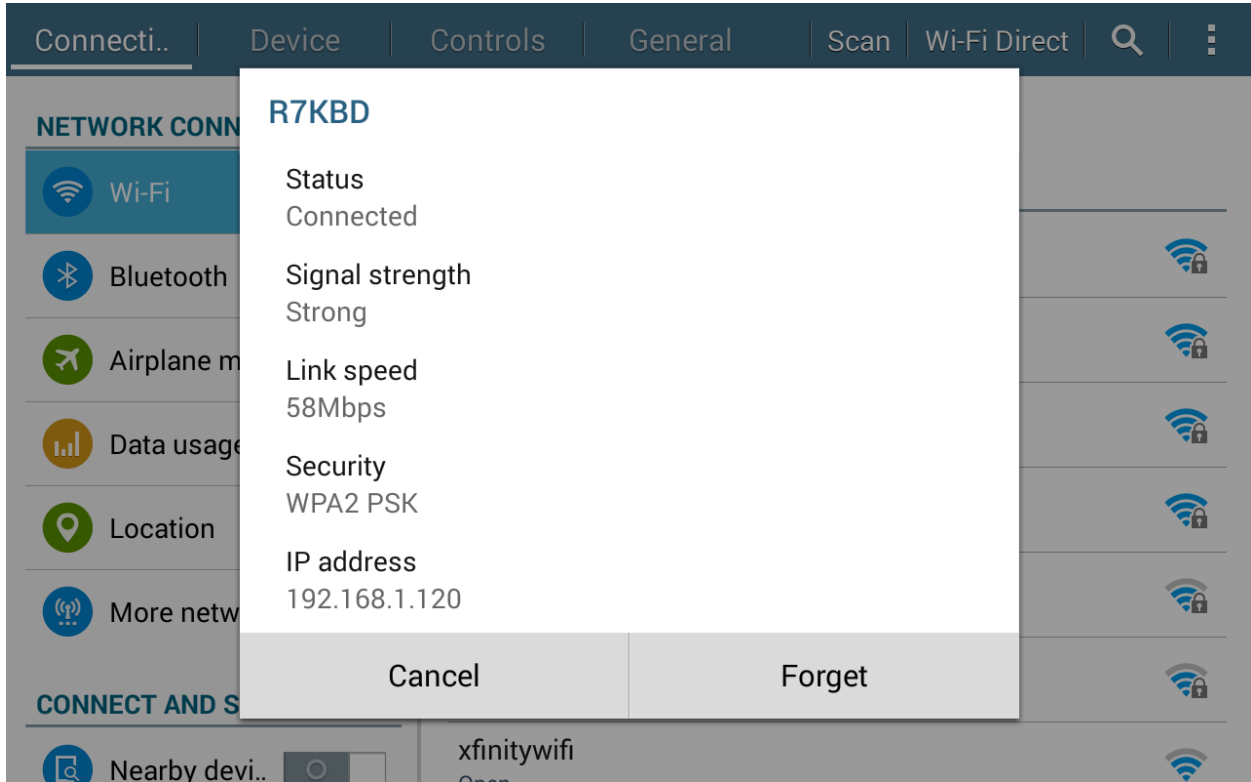 Connecti..
Device
Controls
General
Scan
Wi-Fi Direct
NETWORK CONN
Wi-Fi
Bluetooth
Airplane m
Data usage
Location
More netw
CONNECT AND S
Nearby devi..
R7KBD
Status
Connected
Signal strength
Strong
Link speed
58Mbps
Security
WPA2 PSK
IP address
192.168.1.120
Cancel
Forget
xfinitywifi
Open